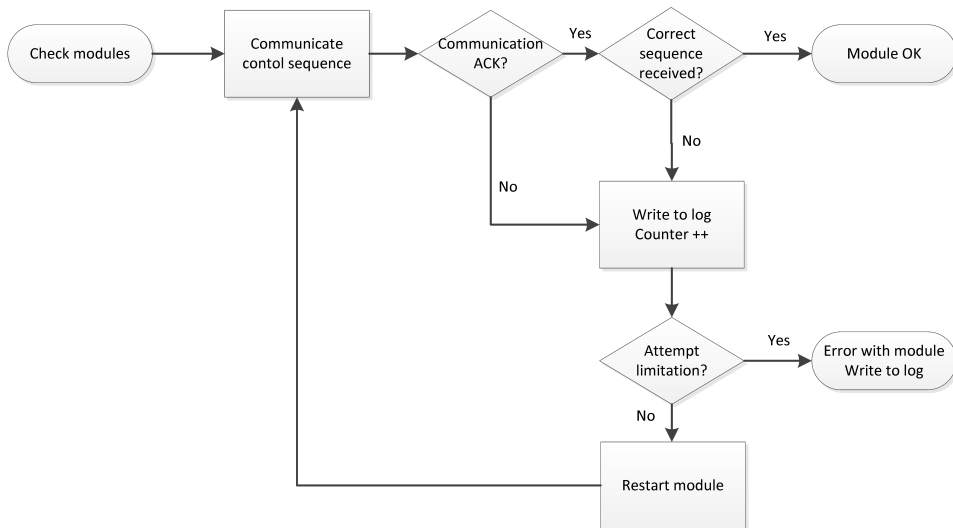 Check modules
Communicate
contol sequence
Communication
ACK?
Yes
Correct
sequence
received?
Yes
Module OK
No
No
Write to log
Counter ++
Attempt
limitation?
Yes
Error with module
Write to log
No
Restart module